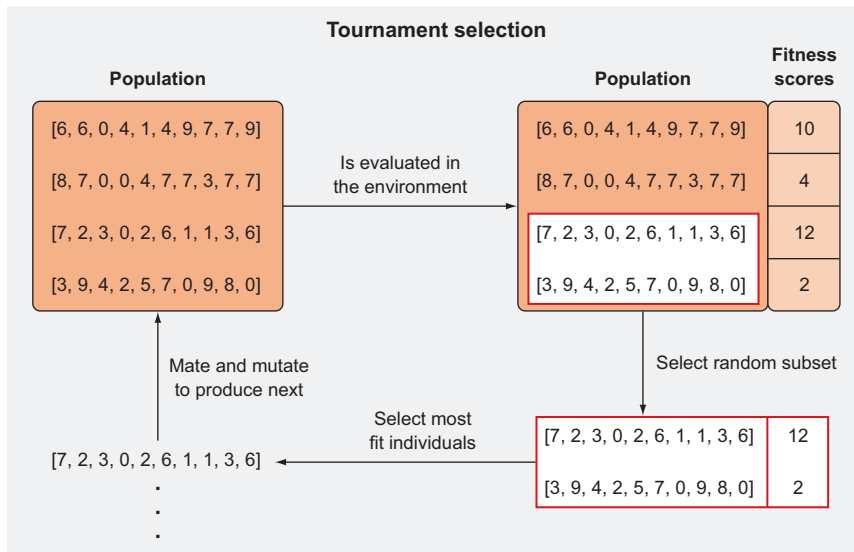 Tournament selection
Population
Population
Fitness
scores
[6, 6, 0, 4, 1, 4, 9, 7, 7, 9]
[8, 7, 0, 0, 4, 7, 7, 3, 7, 7]
[7, 2, 3, 0, 2, 6, 1, 1, 3, 6]
[3, 9, 4, 2, 5, 7, 0, 9, 8, 0]
Is evaluated in
the environment
[6, 6, 0, 4, 1, 4, 9, 7, 7, 9] 10
[8, 7, 0, 0, 4, 7, 7, 3, 7, 7] 4
[7, 2, 3, 0, 2, 6, 1, 1, 3, 6] 12
[3, 9, 4, 2, 5, 7, 0, 9, 8, 0] 2
Select random subset
[7, 2, 3, 0, 2, 6, 1, 1, 3, 6] 12
[3, 9, 4, 2, 5, 7, 0, 9, 8, 0] 2
Select most
fit individuals
[7, 2, 3, 0, 2, 6, 1, 1, 3, 6]
.
.
.
Mate and mutate
to produce next